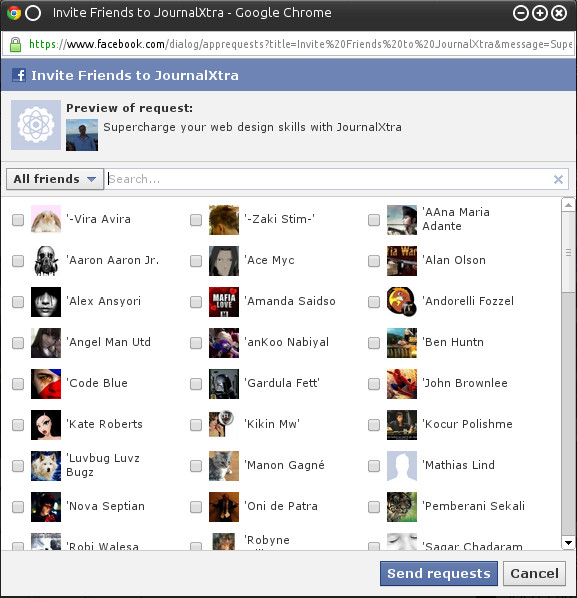 Invite Friends to JournalXtra - Google Chrome
https://www.facebook.com/dialog/apprequests?title=Invite%20Friends%20to%20JournalXtra&message=Supe
Invite Friends to JournalXtra
Preview of request:
Supercharge your web design skills with JournalXtra
All friends Search...
'-Vira Avira '-Zaki Stim-' 'AAna Maria
Adante
'Aaron Aaron Jr. 'Ace Myc 'Alan Olson
'Alex Ansyori 'Amanda Saidso 'Andorelli Fozzel
MAFIA
LOVE
'Angel Man Utd 'anKoo Nabiyal 'Ben Huntn
'Code Blue 'Gardula Fett' 'John Brownlee
'Kate Roberts 'Kikin Mw' 'Kocur Polishme
'Luvbug Luvz
Bugz 'Manon Gagné 'Mathias Lind
'Nova Septian 'Oni de Patra 'Pemberani Sekali
'Robi Walesa 'Robyne 'Sagar Chadaram
Send requests Cancel